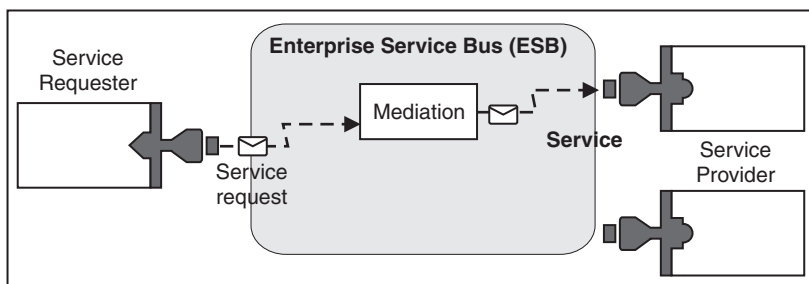 Service
Requester
Enterprise Service Bus (ESB)
Mediation
Service
request
Service
Service
Provider